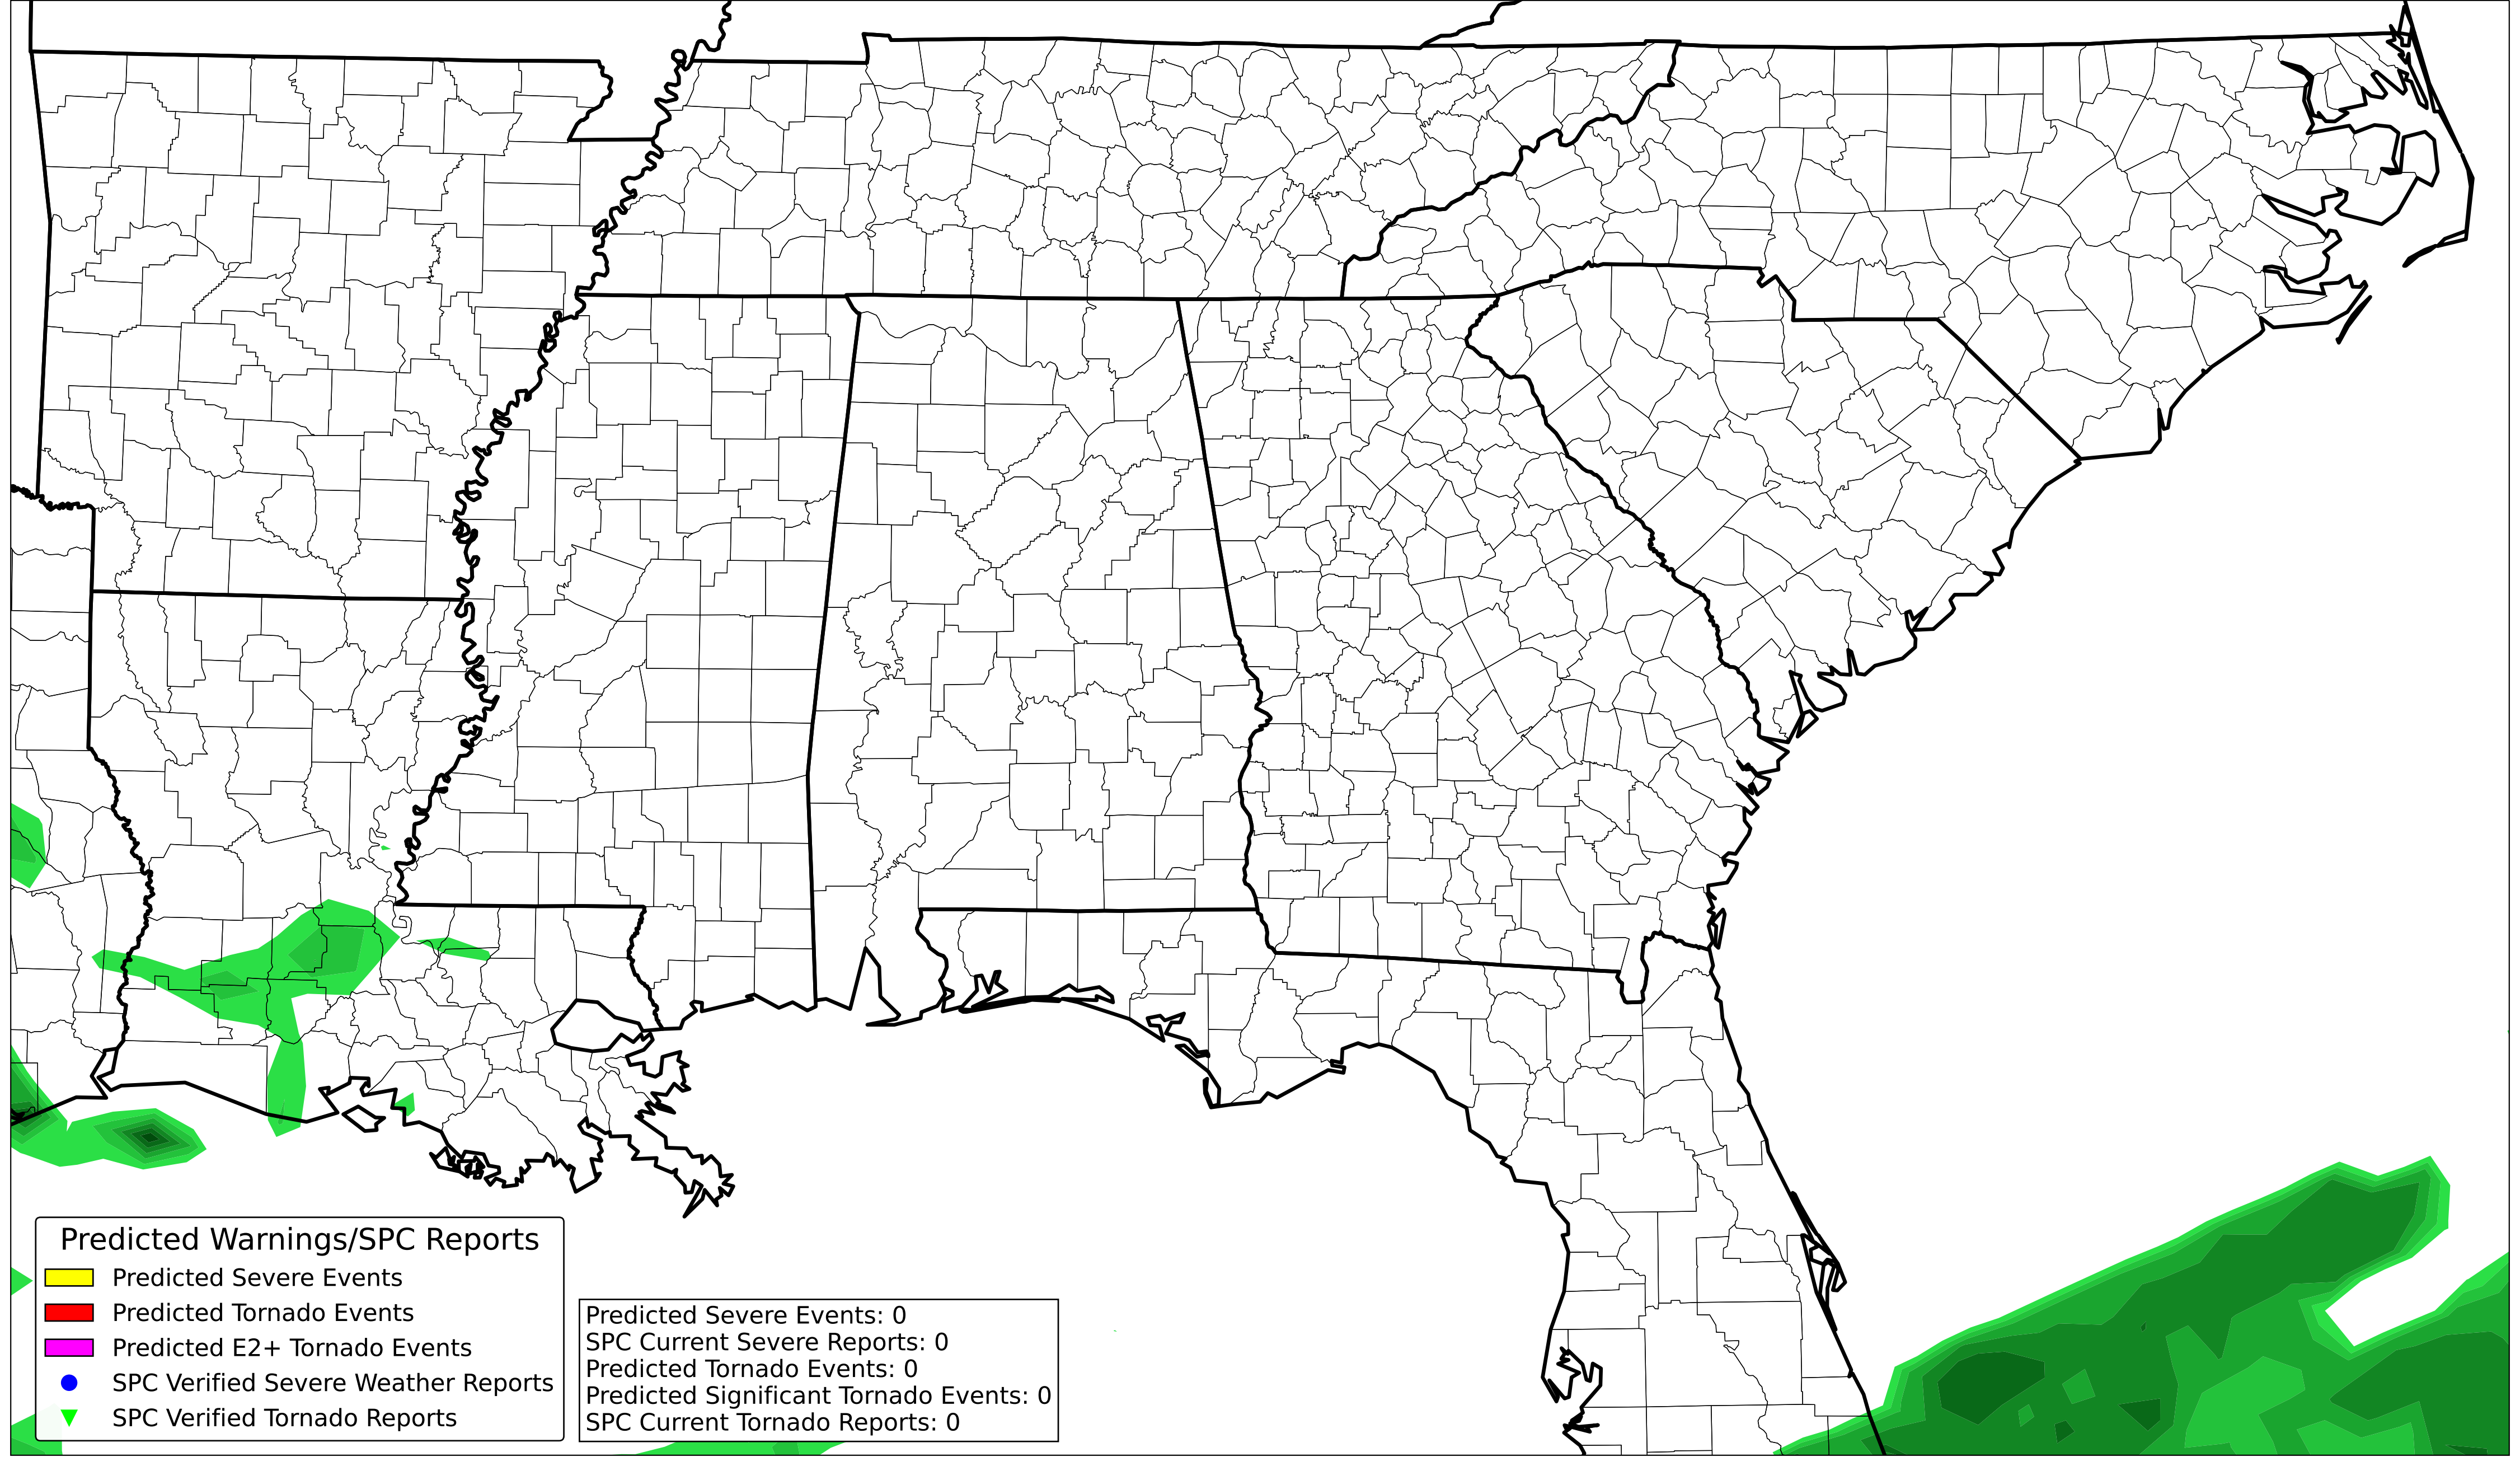 Predicted Warnings/SPC Reports
Predicted Severe Events
Predicted Tornado Events
Predicted E2+ Tornado Events
SPC Verified Severe Weather Reports
SPC Verified Tornado Reports
Predicted Severe Events: 0
SPC Current Severe Reports: 0
Predicted Tornado Events: 0
Predicted Significant Tornado Events: 0
SPC Current Tornado Reports: 0